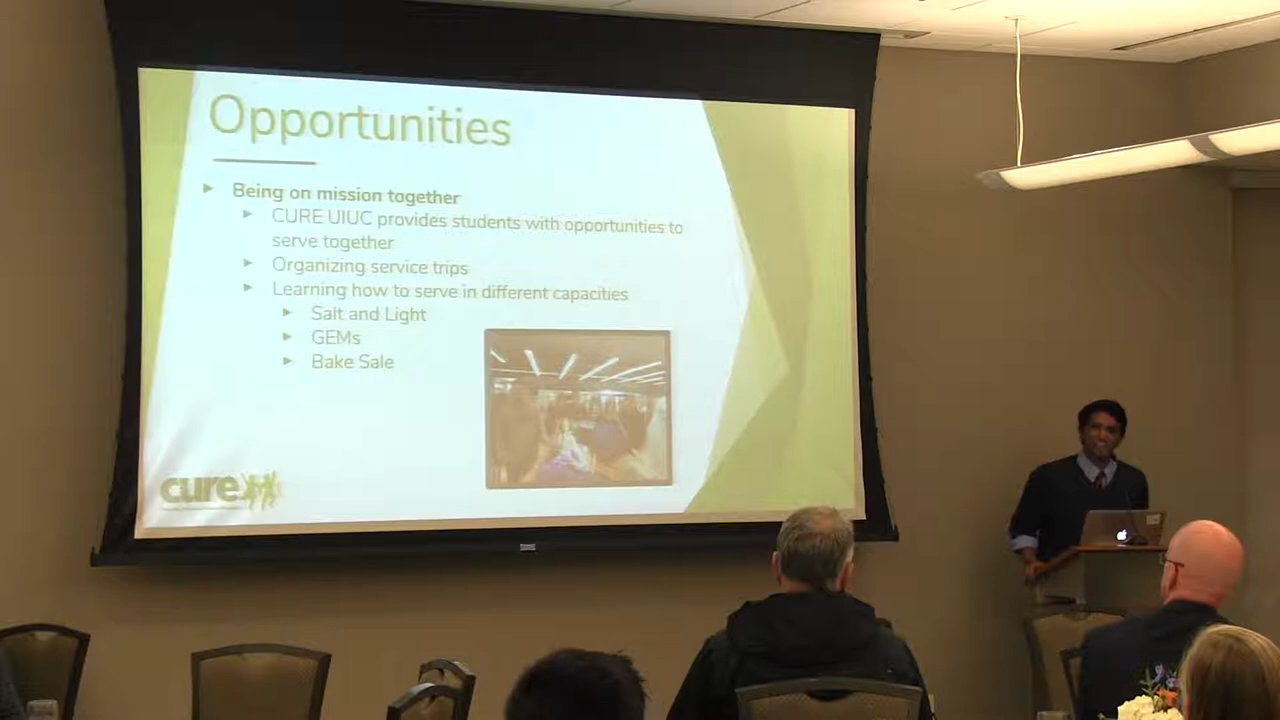 Opportunities
Being on mission together
CURE UIUC provides students with opportunities to
serve together
Organizing service trips
Learning how to serve in different capacities
Salt and Light
GEMs
Bake Sale
cure